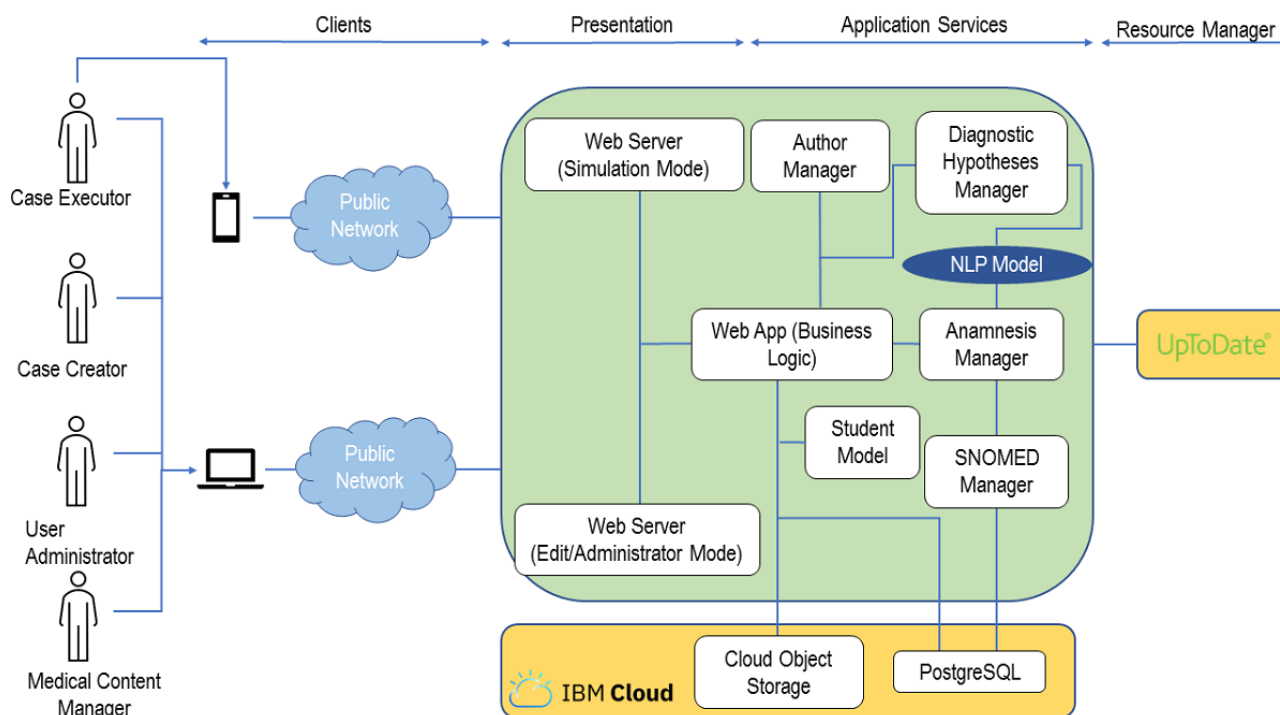 Clients
Presentation
Application Services
Resource Manager
Case Executor
Case Creator
User
Administrator
Medical Content
Manager
Public
Network
Public
Network
Web Server
(Simulation Mode)
Author
Manager
Diagnostic
Hypotheses
Manager
NLP Model
Web App (Business
Logic)
Anamnesis
Manager
Student
Model
SNOMED
Manager
Web Server
(Edit/Administrator Mode)
UpToDate®
IBM Cloud
Cloud Object
Storage
PostgreSQL